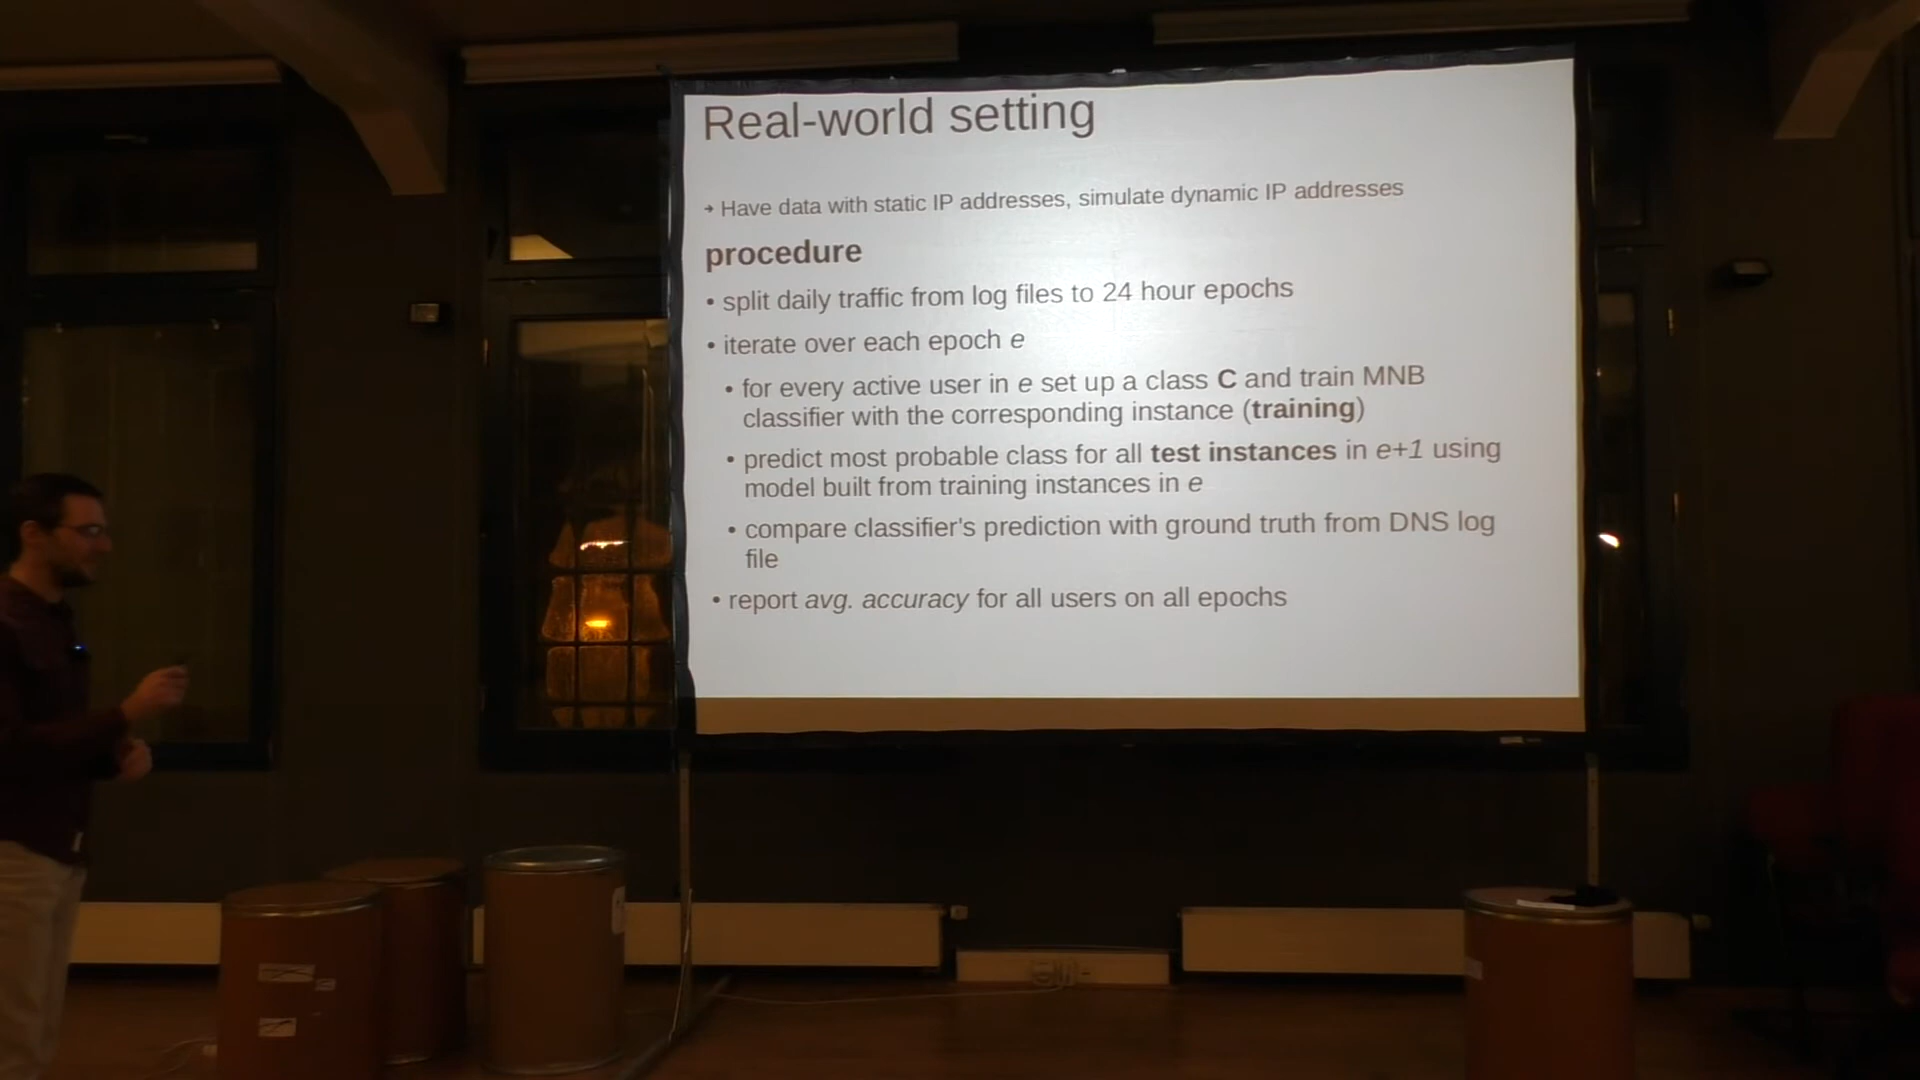 Real-world setting
→ Have data with static IP addresses, simulate dynamic IP addresses
procedure
• split daily traffic from log files to 24 hour epochs
• iterate over each epoch e
• for every active user in e set up a class C and train MNB
classifier with the corresponding instance (training)
• predict most probable class for all test instances in e+1 using
model built from training instances in e
• compare classifier's prediction with ground truth from DNS log
file
• report avg. accuracy for all users on all epochs